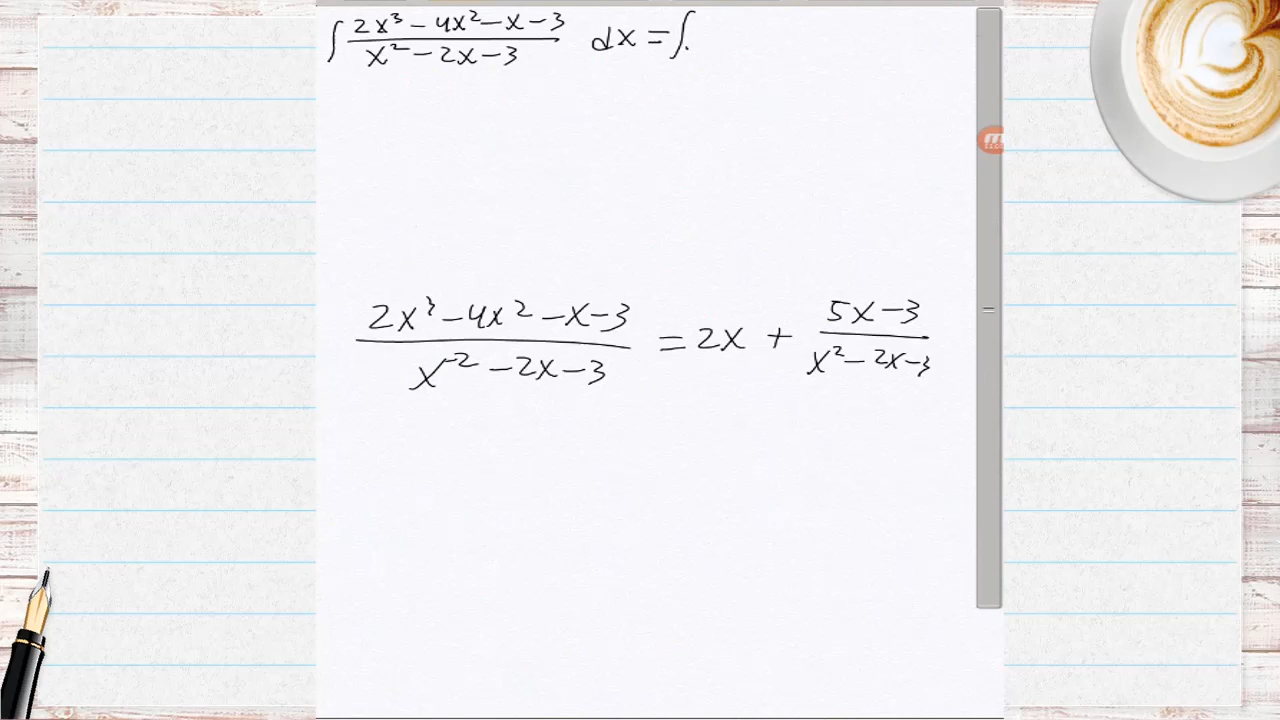 ∫ (2x³ − 4x² − x − 3)/(x² − 2x − 3) dx = ∫
(2x³ − 4x² − x − 3)/(x² − 2x − 3) = 2x + (5x − 3)/(x² − 2x − 3)